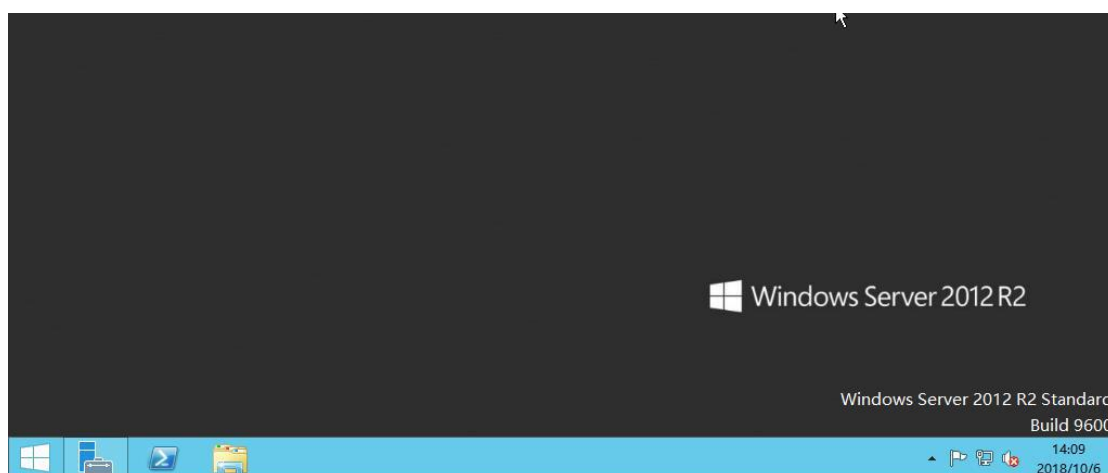 Windows Server 2012 R2
Windows Server 2012 R2 Standard
Build 9600
14:09
2018/10/6